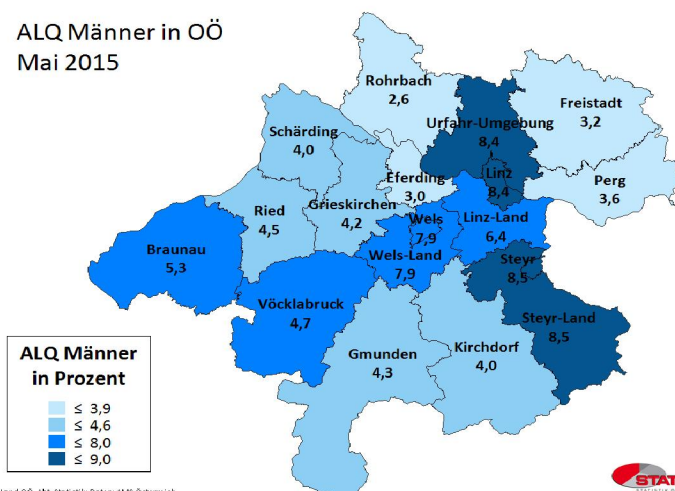 ALQ Männer in OÖ
Mai 2015
Rohrbach
2,6
Freistadt
3,2
Urfahr-Umgebung
8,4
Schärding
4,0
Linz
8,4
Eferding
3,0
Perg
3,6
Grieskirchen
4,2
Ried
4,5
Wels
7,9
Linz-Land
6,4
Braunau
5,3
Wels-Land
7,9
Steyr
8,5
Vöcklabruck
4,7
Steyr-Land
8,5
Gmunden
4,3
Kirchdorf
4,0
ALQ Männer
in Prozent
≤ 3,9
≤ 4,6
≤ 8,0
≤ 9,0
STAT